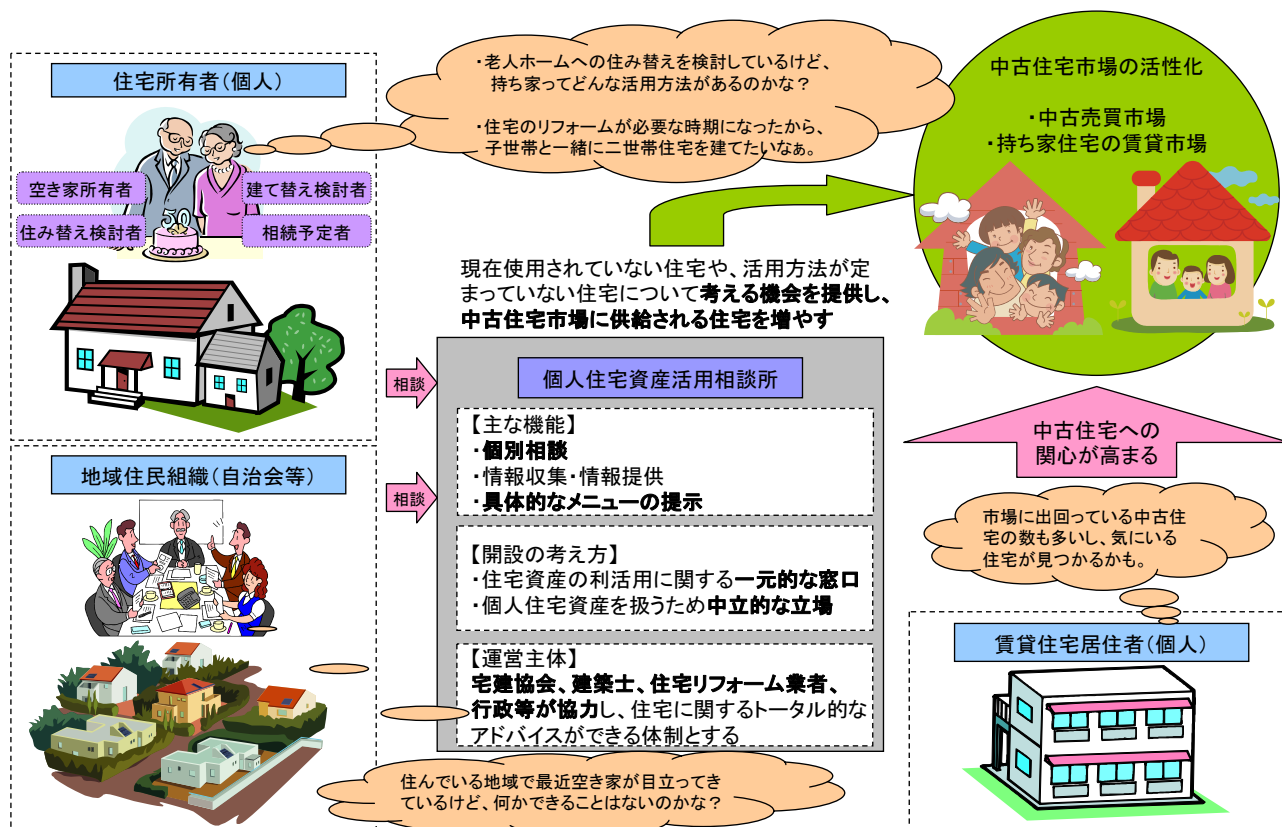 住宅所有者(個人)
空き家所有者
建て替え検討者
住み替え検討者
相続予定者
50
・老人ホームへの住み替えを検討しているけど、
持ち家ってどんな活用方法があるのかな?
・住宅のリフォームが必要な時期になったから、
子世帯と一緒に二世帯住宅を建てたいなぁ。
中古住宅市場の活性化
・中古売買市場
・持ち家住宅の賃貸市場
現在使用されていない住宅や、活用方法が定
まっていない住宅について考える機会を提供し、
中古住宅市場に供給される住宅を増やす
相談
相談
個人住宅資産活用相談所
【主な機能】
・個別相談
・情報収集・情報提供
・具体的なメニューの提示
【開設の考え方】
・住宅資産の利活用に関する一元的な窓口
・個人住宅資産を扱うため中立的な立場
【運営主体】
宅建協会、建築士、住宅リフォーム業者、
行政等が協力し、住宅に関するトータル的な
アドバイスができる体制とする
地域住民組織(自治会等)
住んでいる地域で最近空き家が目立ってき
ているけど、何かできることはないのかな?
中古住宅への
関心が高まる
市場に出回っている中古住
宅の数も多いし、気にいる
住宅が見つかるかも。
賃貸住宅居住者(個人)